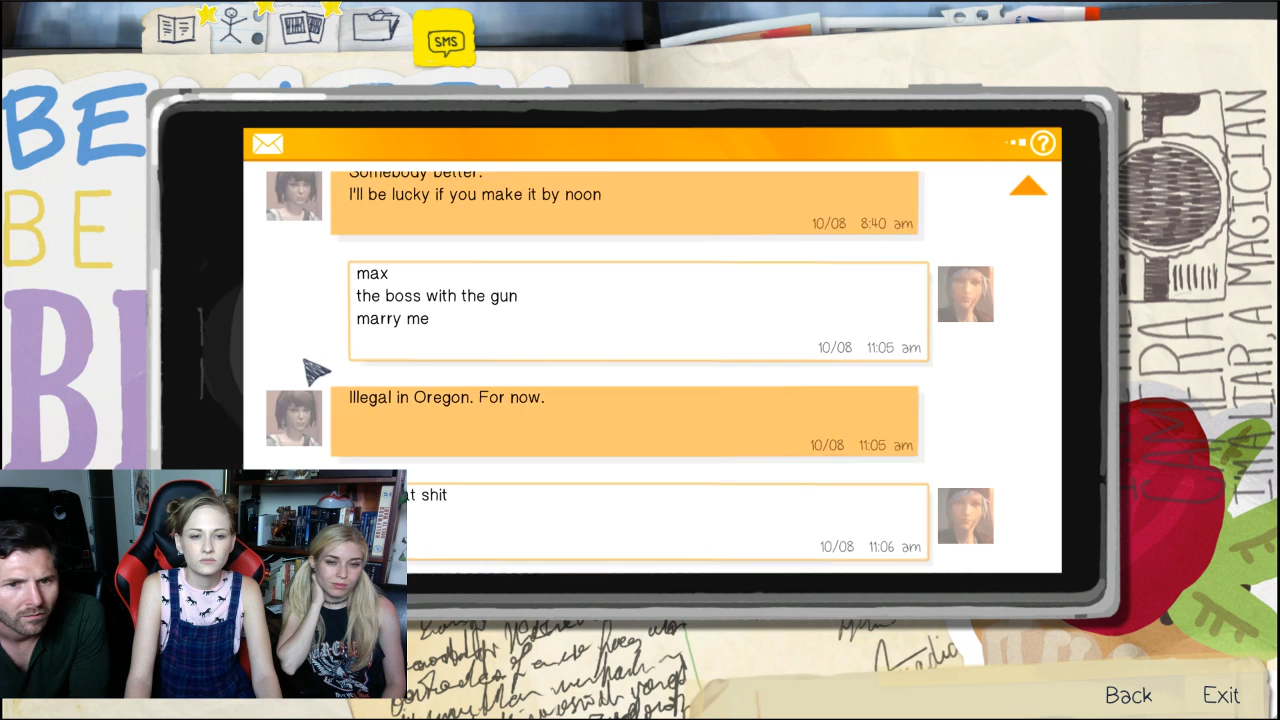 SMS
BE
BE
Somebody better.
I'll be lucky if you make it by noon
10/08 8:40 am
max
the boss with the gun
marry me
10/08 11:05 am
Illegal in Oregon. For now.
10/08 11:05 am
shit
10/08 11:06 am
CAMERA
A MAGICIAN
Back
Exit